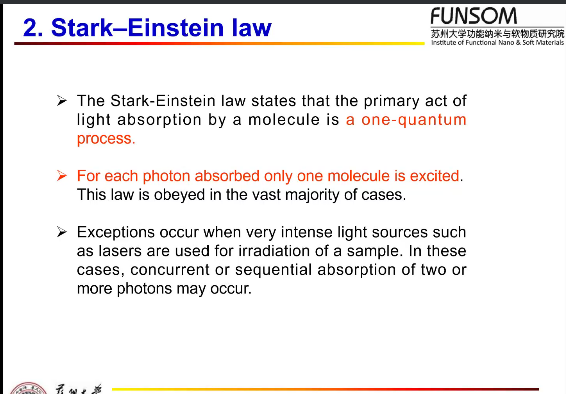 2. Stark–Einstein law
FUNSOM
苏州大学功能纳米与软物质研究院
Institute of Functional Nano & Soft Materials
➢ The Stark-Einstein law states that the primary act of
light absorption by a molecule is a one-quantum
process.
➢ For each photon absorbed only one molecule is excited.
This law is obeyed in the vast majority of cases.
➢ Exceptions occur when very intense light sources such
as lasers are used for irradiation of a sample. In these
cases, concurrent or sequential absorption of two or
more photons may occur.